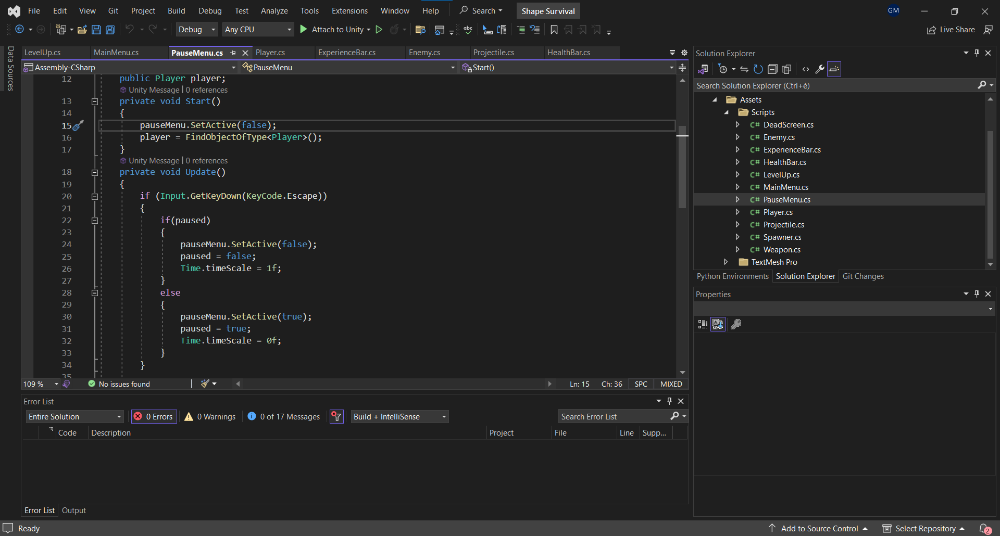 File Edit View Git Project Build Debug Test Analyze Tools Extensions Window Help Search Shape Survival GM
Debug Any CPU Attach to Unity Live Share
Data Sources
LevelUp.cs MainMenu.cs PauseMenu.cs Player.cs ExperienceBar.cs Enemy.cs Projectile.cs HealthBar.cs
Assembly-CSharp PauseMenu Start()
12 public Player player;
Unity Message | 0 references
13 private void Start()
14 {
15 pauseMenu.SetActive(false);
16 player = FindObjectOfType<Player>();
17 }
Unity Message | 0 references
18 private void Update()
19 {
20 if (Input.GetKeyDown(KeyCode.Escape))
21 {
22 if(paused)
23 {
24 pauseMenu.SetActive(false);
25 paused = false;
26 Time.timeScale = 1f;
27 }
28 else
29 {
30 pauseMenu.SetActive(true);
31 paused = true;
32 Time.timeScale = 0f;
33 }
34 }
35
109 % No issues found Ln: 15 Ch: 36 SPC MIXED
Error List
Entire Solution 0 Errors 0 Warnings 0 of 17 Messages Build + IntelliSense Search Error List
Code Description Project File Line Supp...
Error List Output
Solution Explorer
Search Solution Explorer (Ctrl+é)
Assets
Scripts
C# DeadScreen.cs
C# Enemy.cs
C# ExperienceBar.cs
C# HealthBar.cs
C# LevelUp.cs
C# MainMenu.cs
C# PauseMenu.cs
C# Player.cs
C# Projectile.cs
C# Spawner.cs
C# Weapon.cs
TextMesh Pro
Python Environments Solution Explorer Git Changes
Properties
Ready Add to Source Control Select Repository 2